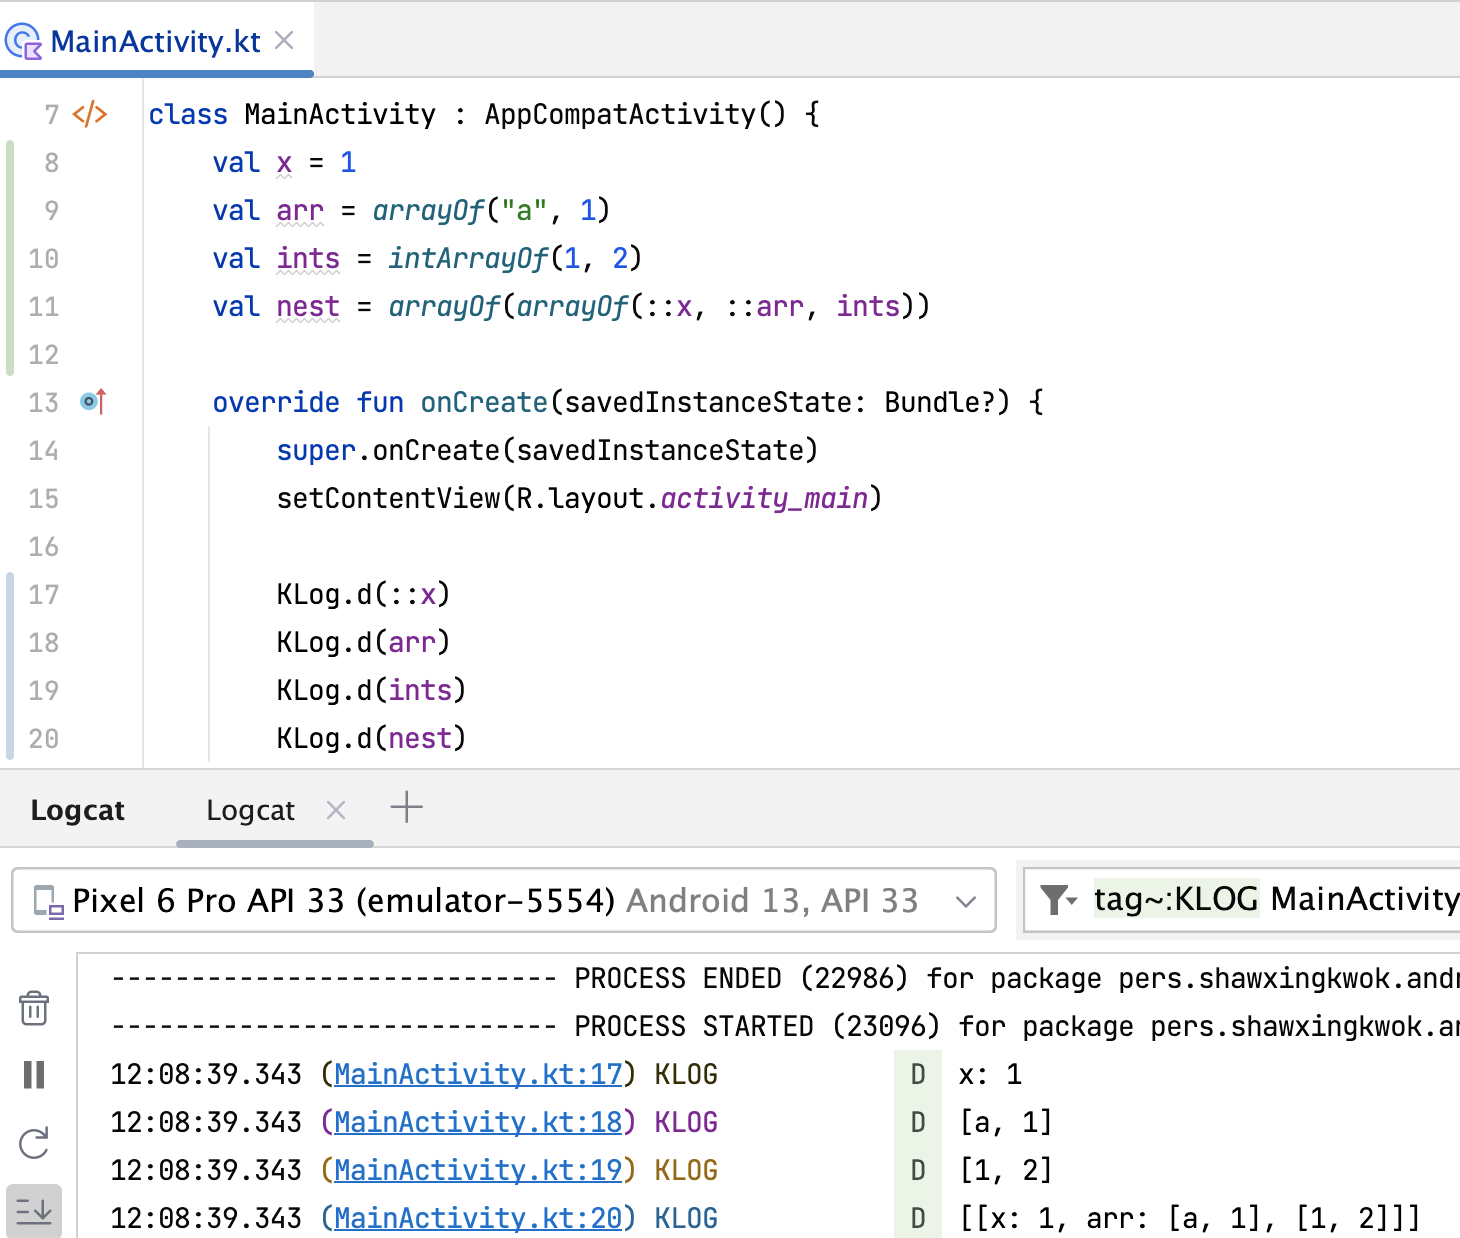 MainActivity.kt
7 </> class MainActivity : AppCompatActivity() {
8 val x = 1
9 val arr = arrayOf("a", 1)
10 val ints = intArrayOf(1, 2)
11 val nest = arrayOf(arrayOf(::x, ::arr, ints))
12
13 override fun onCreate(savedInstanceState: Bundle?) {
14 super.onCreate(savedInstanceState)
15 setContentView(R.layout.activity_main)
16
17 KLog.d(::x)
18 KLog.d(arr)
19 KLog.d(ints)
20 KLog.d(nest)
Logcat Logcat
Pixel 6 Pro API 33 (emulator-5554) Android 13, API 33 tag~:KLOG MainActivity
---------------------------- PROCESS ENDED (22986) for package pers.shawxingkwok.and
---------------------------- PROCESS STARTED (23096) for package pers.shawxingkwok.a
12:08:39.343 (MainActivity.kt:17) KLOG D x: 1
12:08:39.343 (MainActivity.kt:18) KLOG D [a, 1]
12:08:39.343 (MainActivity.kt:19) KLOG D [1, 2]
12:08:39.343 (MainActivity.kt:20) KLOG D [[x: 1, arr: [a, 1], [1, 2]]]